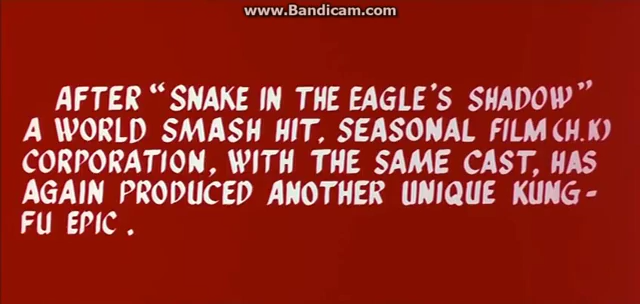 www.Bandicam.com
AFTER “SNAKE IN THE EAGLE'S SHADOW”
A WORLD SMASH HIT, SEASONAL FILM (H.K)
CORPORATION, WITH THE SAME CAST, HAS
AGAIN PRODUCED ANOTHER UNIQUE KUNG-
FU EPIC.